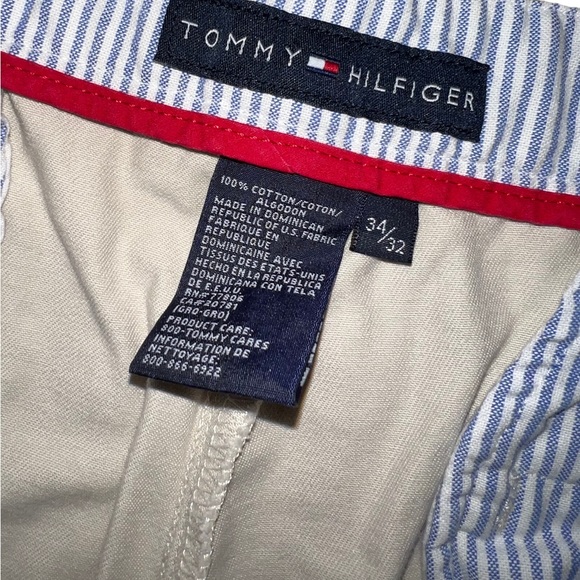 TOMMY HILFIGER
100% COTTON/COTON/
ALGODON
MADE IN DOMINICAN
REPUBLIC OF U.S. FABRIC
FABRIQUE EN
REPUBLIQUE
DOMINICAINE AVEC
TISSUS DES ETATS-UNIS
HECHO EN LA REPUBLICA
DOMINICANA CON TELA
DE E.E.U.U.
RN# 77806
CA#20781
(GRO-GRO)
PRODUCT CARE:
800-TOMMY CARES
INFORMATION DE
NETTOYAGE:
800-866-6922
34/32